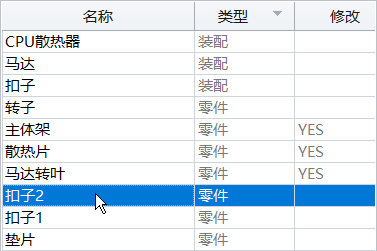 名称 类型 修改
CPU散热器 装配
马达 装配
扣子 装配
转子 零件
主体架 零件 YES
散热片 零件 YES
马达转叶 零件 YES
扣子2 零件
扣子1 零件
垫片 零件